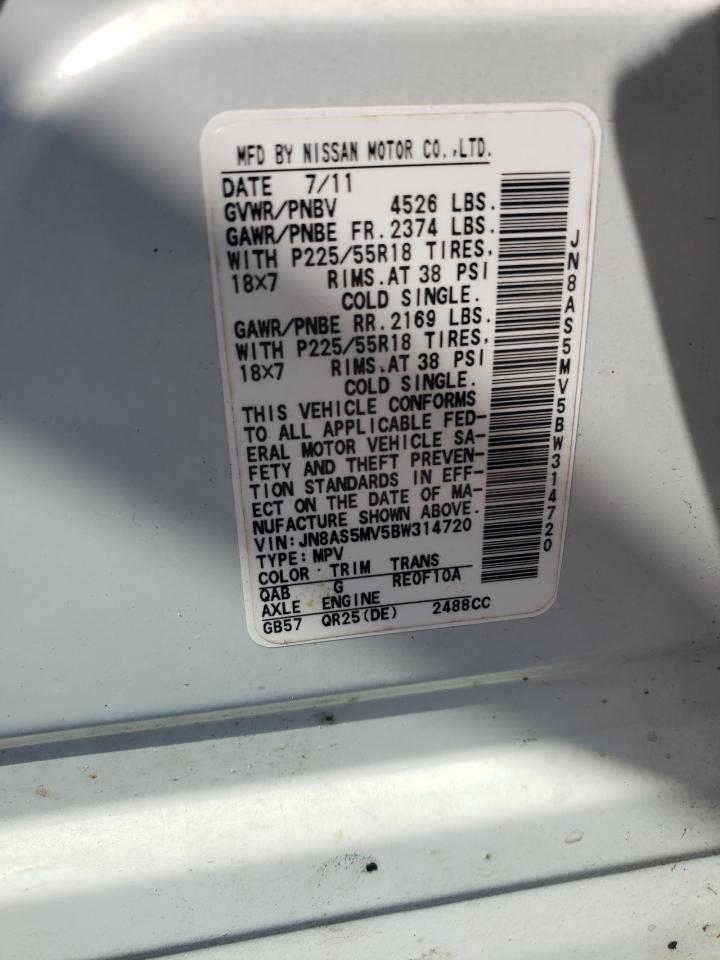 MFD BY NISSAN MOTOR CO.,LTD.
DATE 7/11
GVWR/PNBV 4526 LBS.
GAWR/PNBE FR. 2374 LBS.
WITH P225/55R18 TIRES,
18×7 RIMS.AT 38 PSI
COLD SINGLE.
GAWR/PNBE RR. 2169 LBS.
WITH P225/55R18 TIRES,
18×7 RIMS.AT 38 PSI
COLD SINGLE.
THIS VEHICLE CONFORMS
TO ALL APPLICABLE FED-
ERAL MOTOR VEHICLE SA-
FETY AND THEFT PREVEN-
TION STANDARDS IN EFF-
ECT ON THE DATE OF MA-
NUFACTURE SHOWN ABOVE.
VIN: JN8AS5MV5BW314720
TYPE: MPV
COLOR TRIM TRANS
QAB G RE0F10A
AXLE ENGINE
GB57 QR25(DE) 2488CC
JN8AS5MV5BW314720